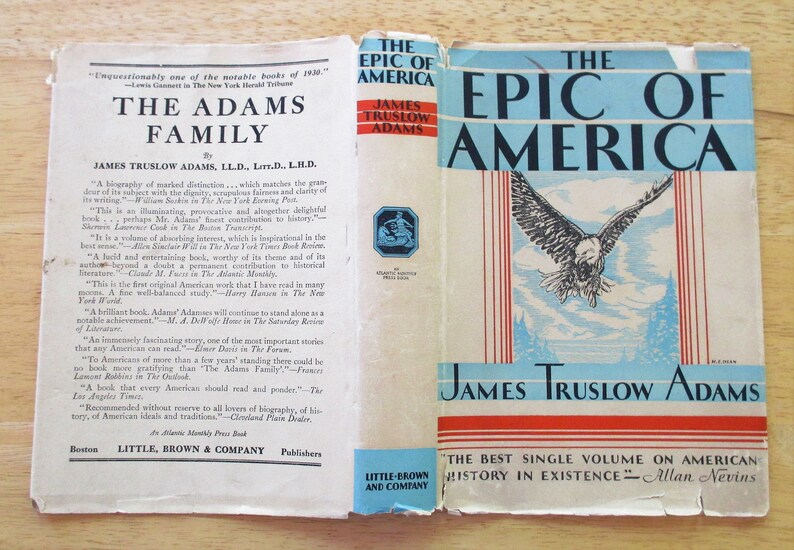 "Unquestionably one of the notable books of 1930."
—Lewis Gannett in The New York Herald Tribune
THE ADAMS
FAMILY
By
JAMES TRUSLOW ADAMS, LL.D., LITT.D., L.H.D.
"A biography of marked distinction . . . which matches the gran-
deur of its subject with the dignity, scrupulous fairness and clarity of
its writing."—William Soskin in The New York Evening Post.
"This is an illuminating, provocative and altogether delightful
book . . . perhaps Mr. Adams' finest contribution to history."—
Sherwin Lawrence Cook in The Boston Transcript.
"It is a volume of absorbing interest, which is inspirational in the
best sense."—Allen Sinclair Will in The New York Times Book Review.
"A lucid and entertaining book, worthy of its theme and of its
author—beyond a doubt a permanent contribution to historical
literature."—Claude M. Fuess in The Atlantic Monthly.
"This is the first original American work that I have read in many
moons. A fine well-balanced study."—Harry Hansen in The New
York World.
"A brilliant book. Adams' Adamses will continue to stand alone as a
notable achievement."—M. A. DeWolfe Howe in The Saturday Review
of Literature.
"An immensely fascinating story, one of the most important stories
that any American can read."—Elmer Davis in The Forum.
"To Americans of more than a few years' standing there could be
no book more gratifying than 'The Adams Family'."—Frances
Lamont Robbins in The Outlook.
"A book that every American should read and ponder."—The
Los Angeles Times.
"Recommended without reserve to all lovers of biography, of his-
tory, of American ideals and traditions."—Cleveland Plain Dealer.
An Atlantic Monthly Press Book
Boston LITTLE, BROWN & COMPANY Publishers
THE
EPIC OF
AMERICA
JAMES
TRUSLOW
ADAMS
AN
ATLANTIC MONTHLY
PRESS BOOK
LITTLE·BROWN
AND COMPANY
THE
EPIC OF
AMERICA
JAMES TRUSLOW ADAMS
"THE BEST SINGLE VOLUME ON AMERICAN
HISTORY IN EXISTENCE"— Allan Nevins